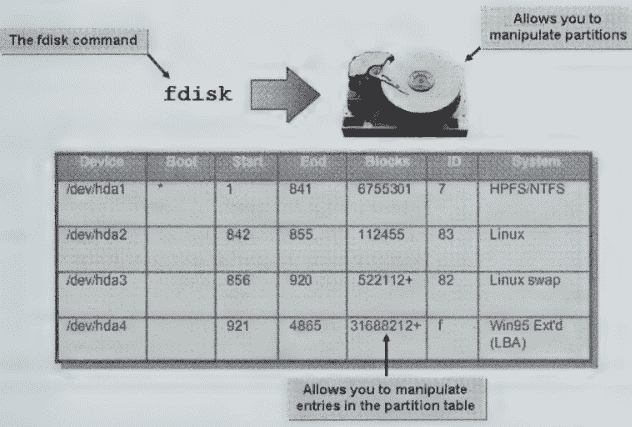 The fdisk command
Allows you to
manipulate partitions
fdisk
Device Boot Start End Blocks ID System
/dev/hda1 * 1 841 6755301 7 HPFS/NTFS
/dev/hda2 842 855 112455 83 Linux
/dev/hda3 856 920 522112+ 82 Linux swap
/dev/hda4 921 4865 31688212+ f Win95 Ext'd
(LBA)
Allows you to manipulate
entries in the partition table